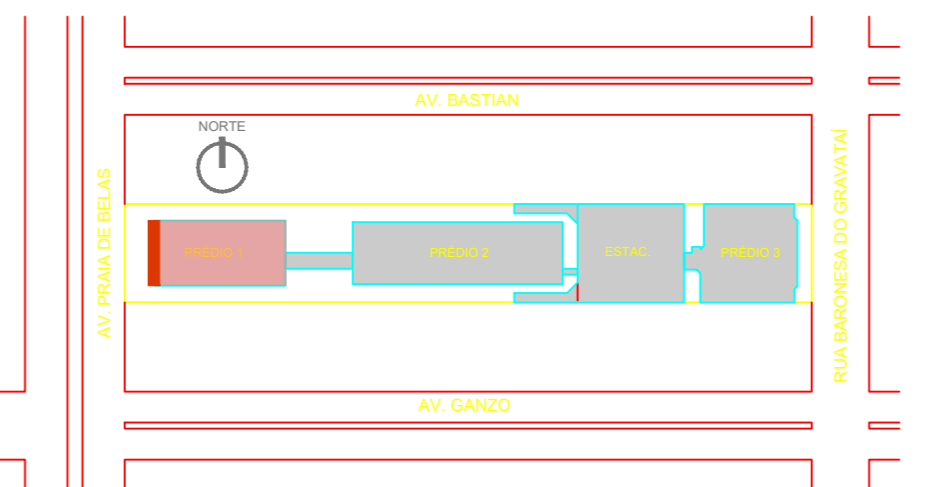 AV. BASTIAN
NORTE
AV. PRAIA DE BELAS
PRÉDIO 1
PRÉDIO 2
ESTAC.
PRÉDIO 3
RUA BARONESA DO GRAVATAÍ
AV. GANZO